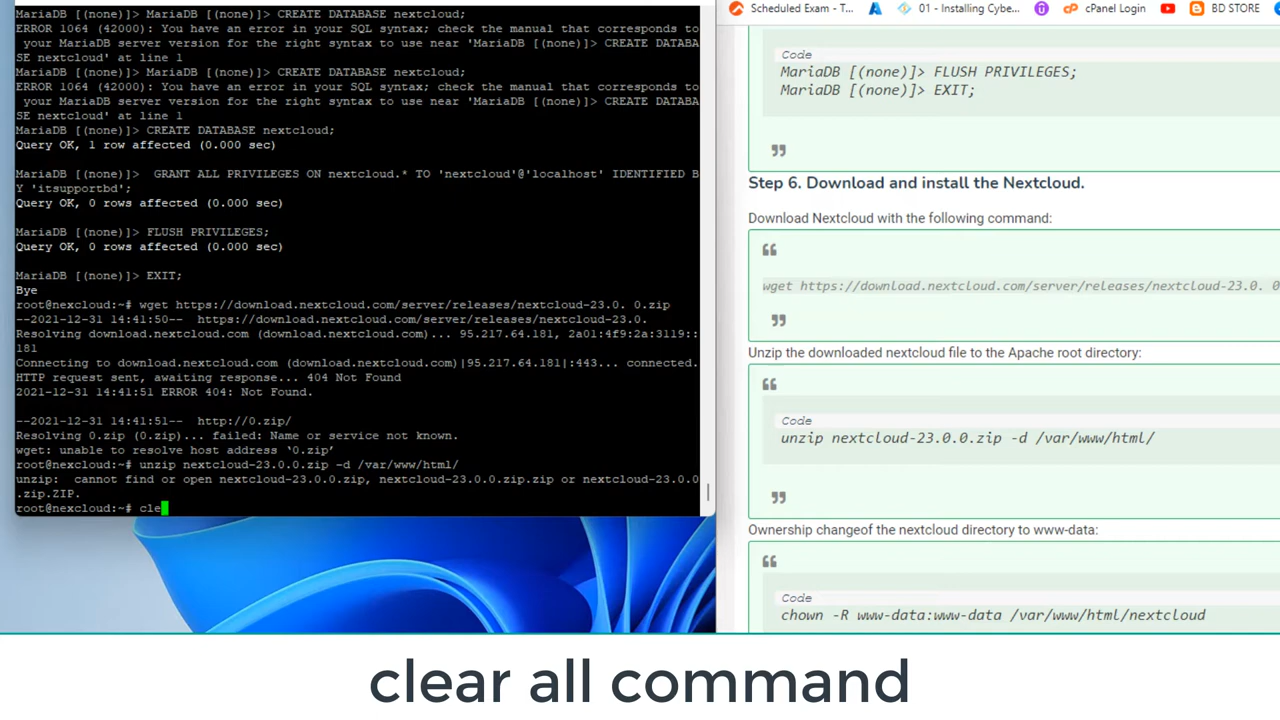 MariaDB [(none)]> MariaDB [(none)]> CREATE DATABASE nextcloud;
ERROR 1064 (42000): You have an error in your SQL syntax; check the manual that corresponds to
your MariaDB server version for the right syntax to use near 'MariaDB [(none)]> CREATE DATABA
SE nextcloud' at line 1
MariaDB [(none)]> MariaDB [(none)]> CREATE DATABASE nextcloud;
ERROR 1064 (42000): You have an error in your SQL syntax; check the manual that corresponds to
your MariaDB server version for the right syntax to use near 'MariaDB [(none)]> CREATE DATABA
SE nextcloud' at line 1
MariaDB [(none)]> CREATE DATABASE nextcloud;
Query OK, 1 row affected (0.000 sec)
MariaDB [(none)]>  GRANT ALL PRIVILEGES ON nextcloud.* TO 'nextcloud'@'localhost' IDENTIFIED B
Y 'itsupportbd';
Query OK, 0 rows affected (0.000 sec)
MariaDB [(none)]> FLUSH PRIVILEGES;
Query OK, 0 rows affected (0.000 sec)
MariaDB [(none)]> EXIT;
Bye
root@nexcloud:~# wget https://download.nextcloud.com/server/releases/nextcloud-23.0. 0.zip
--2021-12-31 14:41:50--  https://download.nextcloud.com/server/releases/nextcloud-23.0.
Resolving download.nextcloud.com (download.nextcloud.com)... 95.217.64.181, 2a01:4f9:2a:3119::
181
Connecting to download.nextcloud.com (download.nextcloud.com)|95.217.64.181|:443... connected.
HTTP request sent, awaiting response... 404 Not Found
2021-12-31 14:41:51 ERROR 404: Not Found.
--2021-12-31 14:41:51--  http://0.zip/
Resolving 0.zip (0.zip)... failed: Name or service not known.
wget: unable to resolve host address ‘0.zip’
root@nexcloud:~# unzip nextcloud-23.0.0.zip -d /var/www/html/
unzip:  cannot find or open nextcloud-23.0.0.zip, nextcloud-23.0.0.zip.zip or nextcloud-23.0.0
.zip.ZIP.
root@nexcloud:~# cle
Scheduled Exam - T...
01 - Installing Cybe...
cPanel Login
BD STORE
Code
MariaDB [(none)]> FLUSH PRIVILEGES;
MariaDB [(none)]> EXIT;
Step 6. Download and install the Nextcloud.
Download Nextcloud with the following command:
wget https://download.nextcloud.com/server/releases/nextcloud-23.0. 0
Unzip the downloaded nextcloud file to the Apache root directory:
Code
unzip nextcloud-23.0.0.zip -d /var/www/html/
Ownership changeof the nextcloud directory to www-data:
Code
chown -R www-data:www-data /var/www/html/nextcloud
clear all command